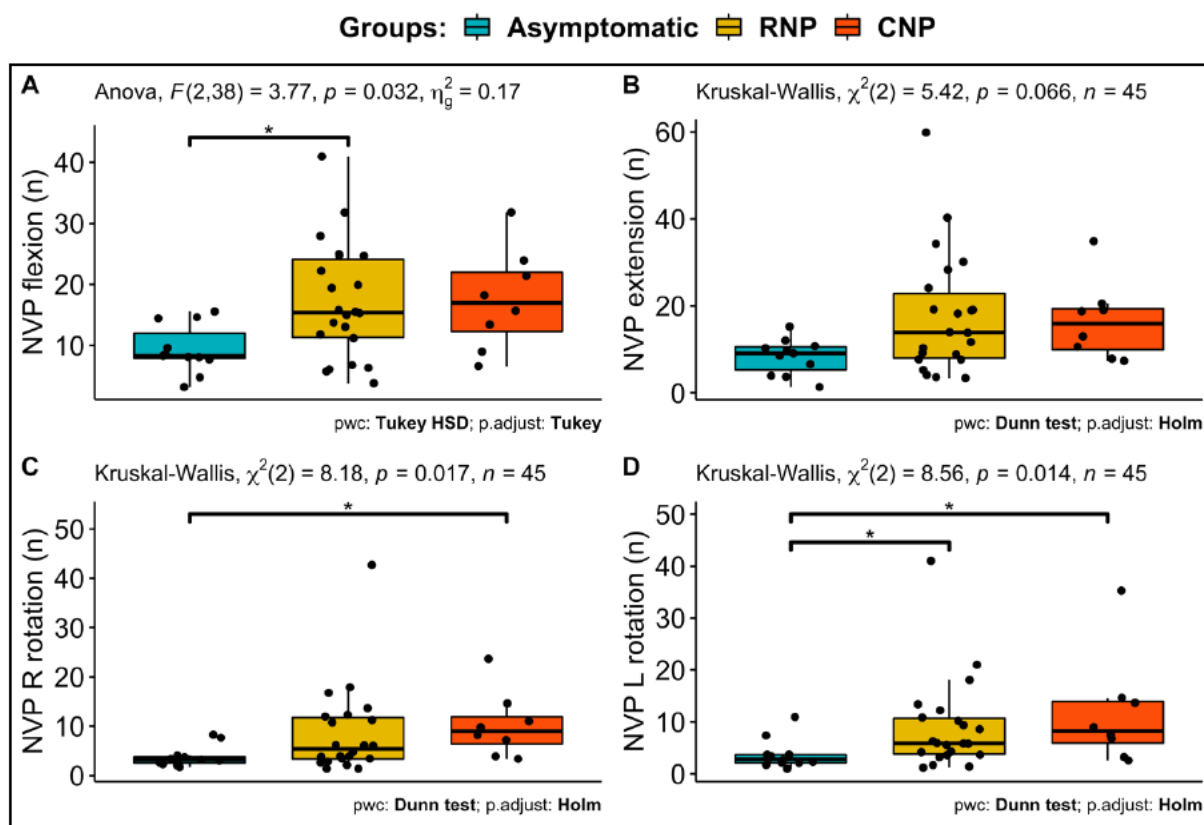 Groups: Asymptomatic RNP CNP
A
Anova, F(2,38) = 3.77, p = 0.032, η²g = 0.17
*
NVP flexion (n)
40
30
20
10
pwc: Tukey HSD; p.adjust: Tukey
B
Kruskal-Wallis, χ²(2) = 5.42, p = 0.066, n = 45
NVP extension (n)
60
40
20
0
pwc: Dunn test; p.adjust: Holm
C
Kruskal-Wallis, χ²(2) = 8.18, p = 0.017, n = 45
*
NVP R rotation (n)
50
40
30
20
10
0
pwc: Dunn test; p.adjust: Holm
D
Kruskal-Wallis, χ²(2) = 8.56, p = 0.014, n = 45
*
*
NVP L rotation (n)
50
40
30
20
10
0
pwc: Dunn test; p.adjust: Holm